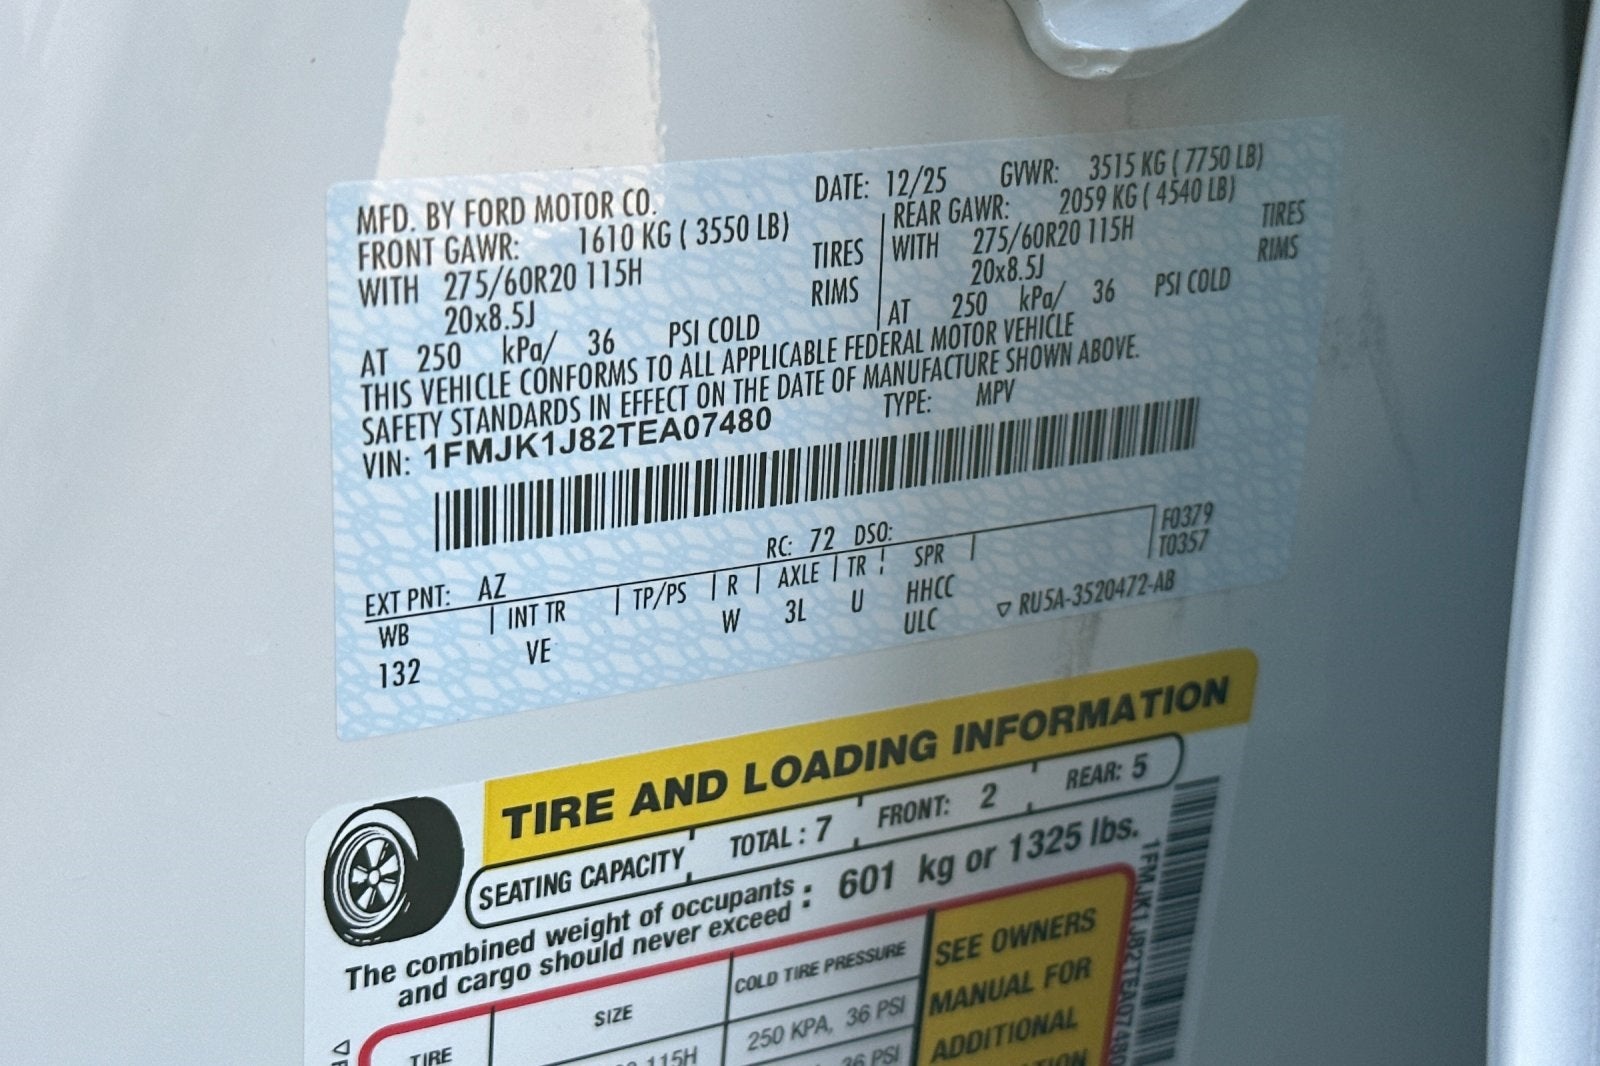 MFD. BY FORD MOTOR CO. DATE: 12/25 GVWR: 3515 KG ( 7750 LB)
FRONT GAWR: 1610 KG ( 3550 LB) REAR GAWR: 2059 KG ( 4540 LB)
WITH 275/60R20 115H TIRES WITH 275/60R20 115H TIRES
20x8.5J RIMS 20x8.5J RIMS
AT 250 kPa/ 36 PSI COLD AT 250 kPa/ 36 PSI COLD
THIS VEHICLE CONFORMS TO ALL APPLICABLE FEDERAL MOTOR VEHICLE
SAFETY STANDARDS IN EFFECT ON THE DATE OF MANUFACTURE SHOWN ABOVE.
VIN: 1FMJK1J82TEA07480 TYPE: MPV
F0379
T0357
EXT PNT: AZ RC: 72 DSO:
WB INT TR TP/PS R AXLE TR SPR
132 VE W 3L U HHCC
ULC
▽ RU5A-3520472-AB
TIRE AND LOADING INFORMATION
SEATING CAPACITY TOTAL : 7 FRONT: 2 REAR: 5
The combined weight of occupants and cargo should never exceed : 601 kg or 1325 lbs.
TIRE SIZE COLD TIRE PRESSURE SEE OWNERS
MANUAL FOR
ADDITIONAL
115H 250 KPA, 36 PSI
36 PSI
1FMJK1J82TEA07480